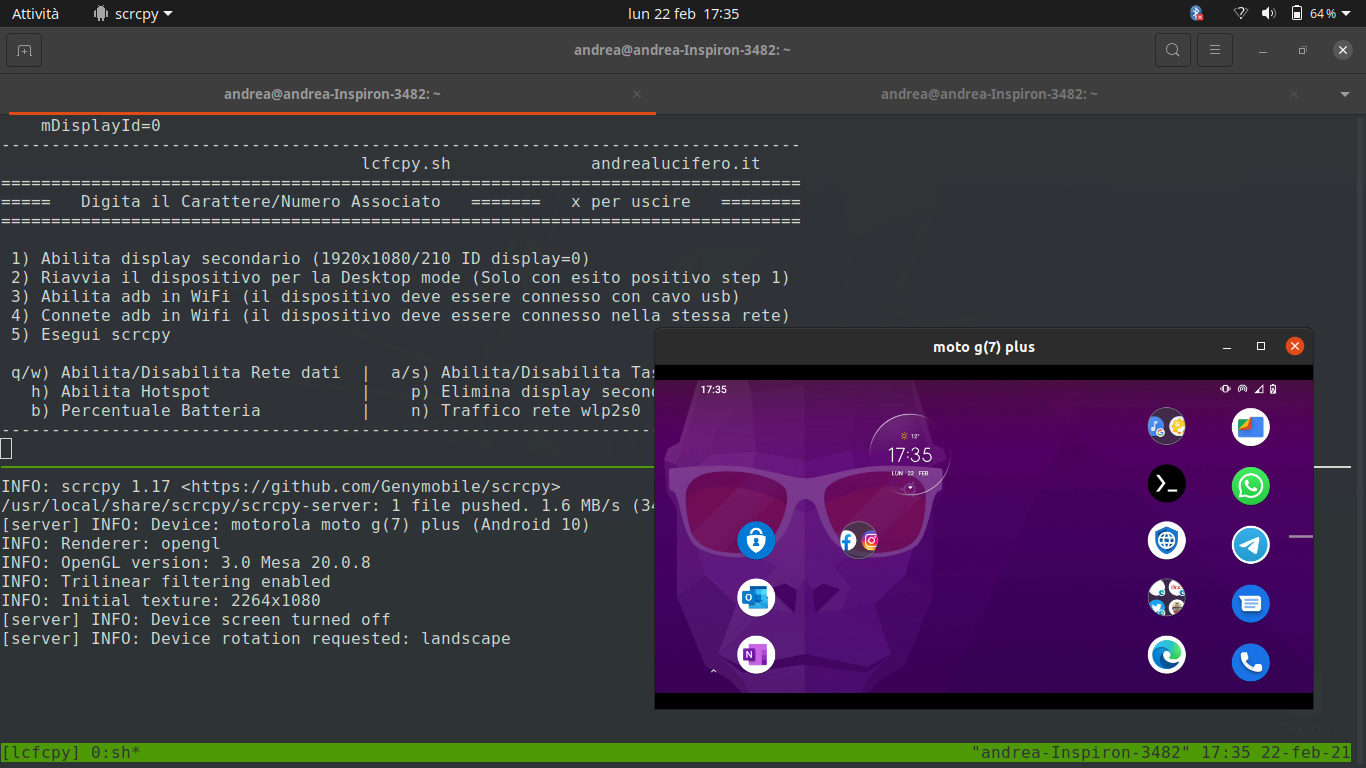 Attività
scrcpy
lun 22 feb 17:35
64 %
andrea@andrea-Inspiron-3482: ~
andrea@andrea-Inspiron-3482: ~
andrea@andrea-Inspiron-3482: ~
mDisplayId=0
--------------------------------------------------------------------------------
lcfcpy.sh andrealucifero.it
================================================================================
===== Digita il Carattere/Numero Associato ======= x per uscire ========
================================================================================
1) Abilita display secondario (1920x1080/210 ID display=0)
2) Riavvia il dispositivo per la Desktop mode (Solo con esito positivo step 1)
3) Abilita adb in WiFi (il dispositivo deve essere connesso con cavo usb)
4) Connete adb in Wifi (il dispositivo deve essere connesso nella stessa rete)
5) Esegui scrcpy
q/w) Abilita/Disabilita Rete dati | a/s) Abilita/Disabilita Tas
h) Abilita Hotspot | p) Elimina display second
b) Percentuale Batteria | n) Traffico rete wlp2s0
-----------------------------------------------------------------
INFO: scrcpy 1.17 <https://github.com/Genymobile/scrcpy>
/usr/local/share/scrcpy/scrcpy-server: 1 file pushed. 1.6 MB/s (34
[server] INFO: Device: motorola moto g(7) plus (Android 10)
INFO: Renderer: opengl
INFO: OpenGL version: 3.0 Mesa 20.0.8
INFO: Trilinear filtering enabled
INFO: Initial texture: 2264x1080
[server] INFO: Device screen turned off
[server] INFO: Device rotation requested: landscape
moto g(7) plus
17:35
12°
17:35
LUN 22 FEB
[lcfcpy] 0:sh*
"andrea-Inspiron-3482" 17:35 22-feb-21